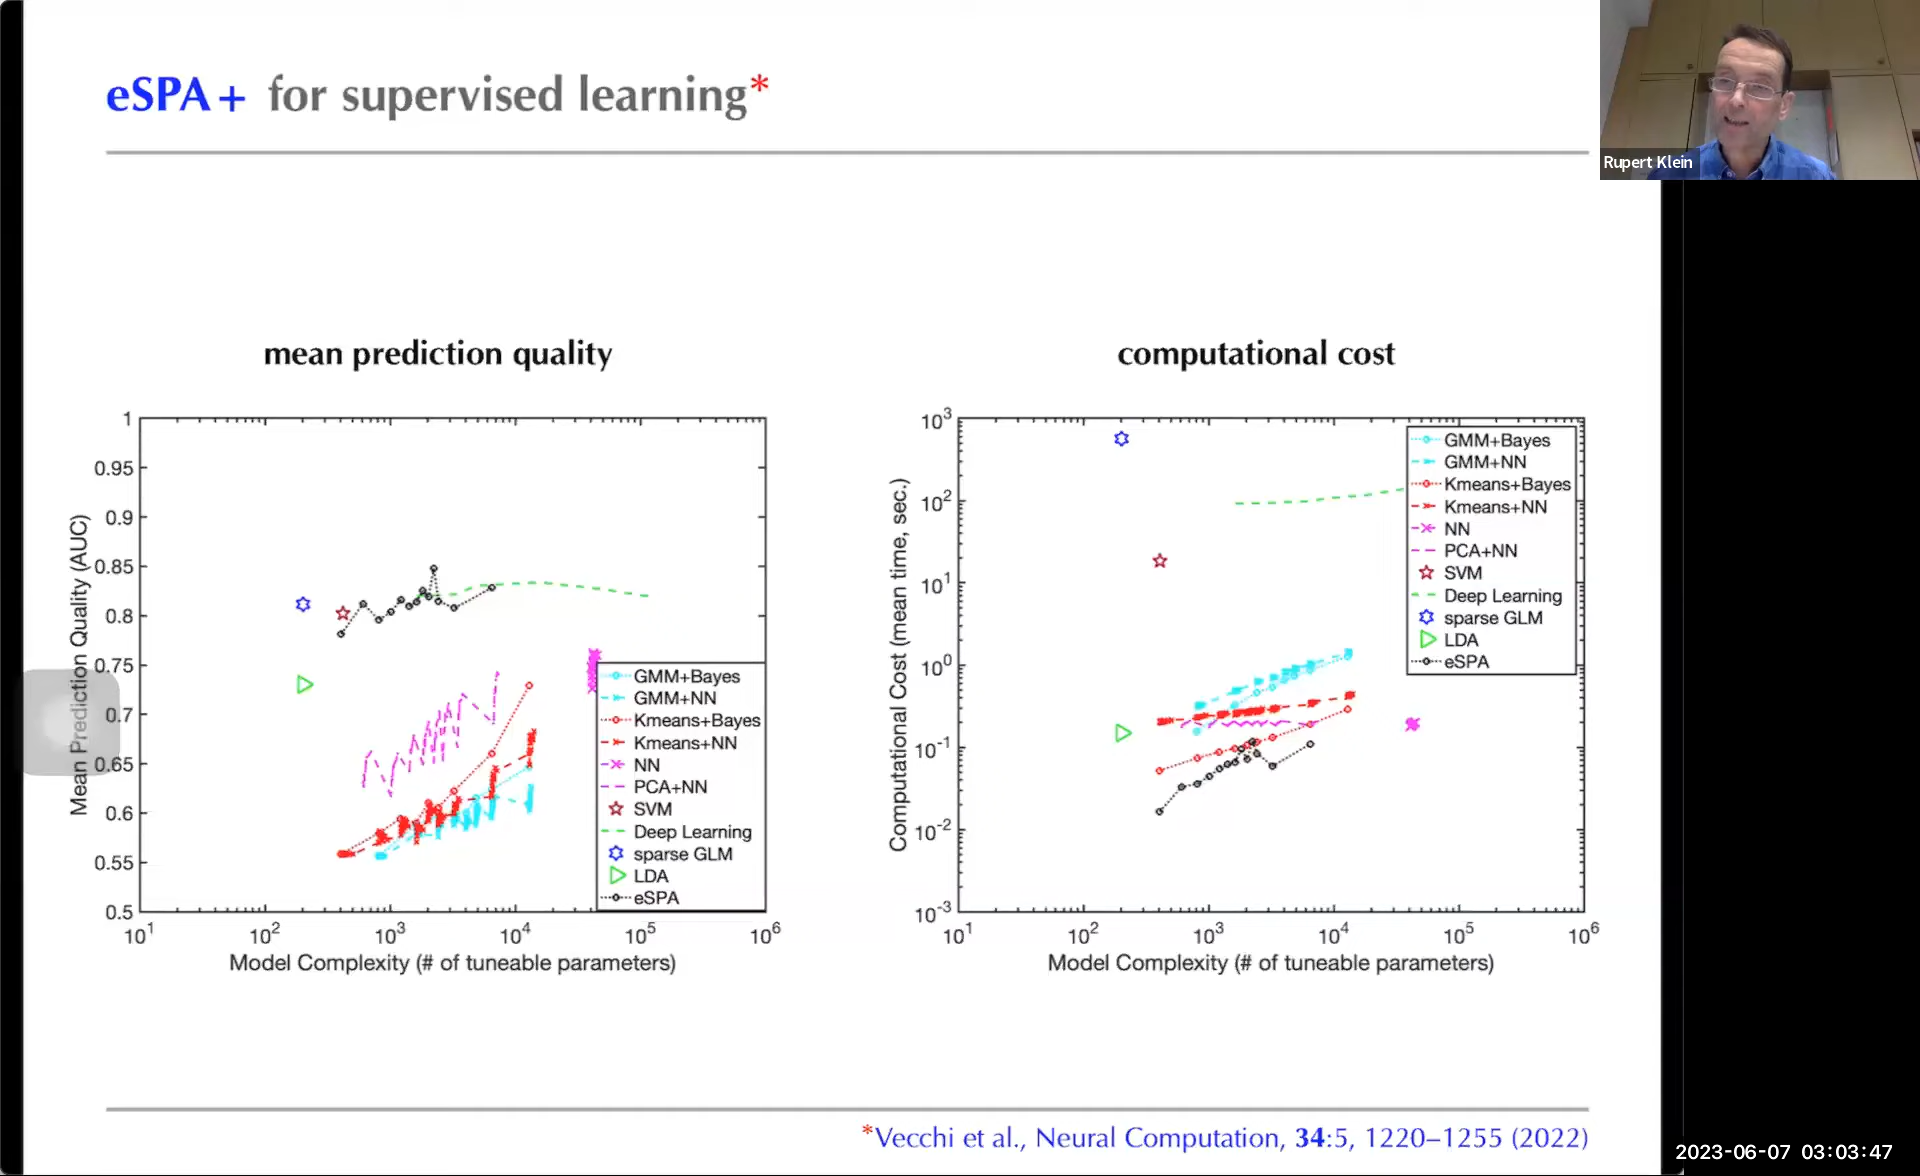 eSPA+ for supervised learning*
Rupert Klein
mean prediction quality
Mean Prediction Quality (AUC)
1
0.95
0.9
0.85
0.8
0.75
0.7
0.65
0.6
0.55
0.5
GMM+Bayes
GMM+NN
Kmeans+Bayes
Kmeans+NN
NN
PCA+NN
SVM
Deep Learning
sparse GLM
LDA
eSPA
10^1 10^2 10^3 10^4 10^5 10^6
Model Complexity (# of tuneable parameters)
computational cost
Computational Cost (mean time, sec.)
10^3
10^2
10^1
10^0
10^-1
10^-2
10^-3
GMM+Bayes
GMM+NN
Kmeans+Bayes
Kmeans+NN
NN
PCA+NN
SVM
Deep Learning
sparse GLM
LDA
eSPA
10^1 10^2 10^3 10^4 10^5 10^6
Model Complexity (# of tuneable parameters)
*Vecchi et al., Neural Computation, 34:5, 1220–1255 (2022)
2023-06-07 03:03:47